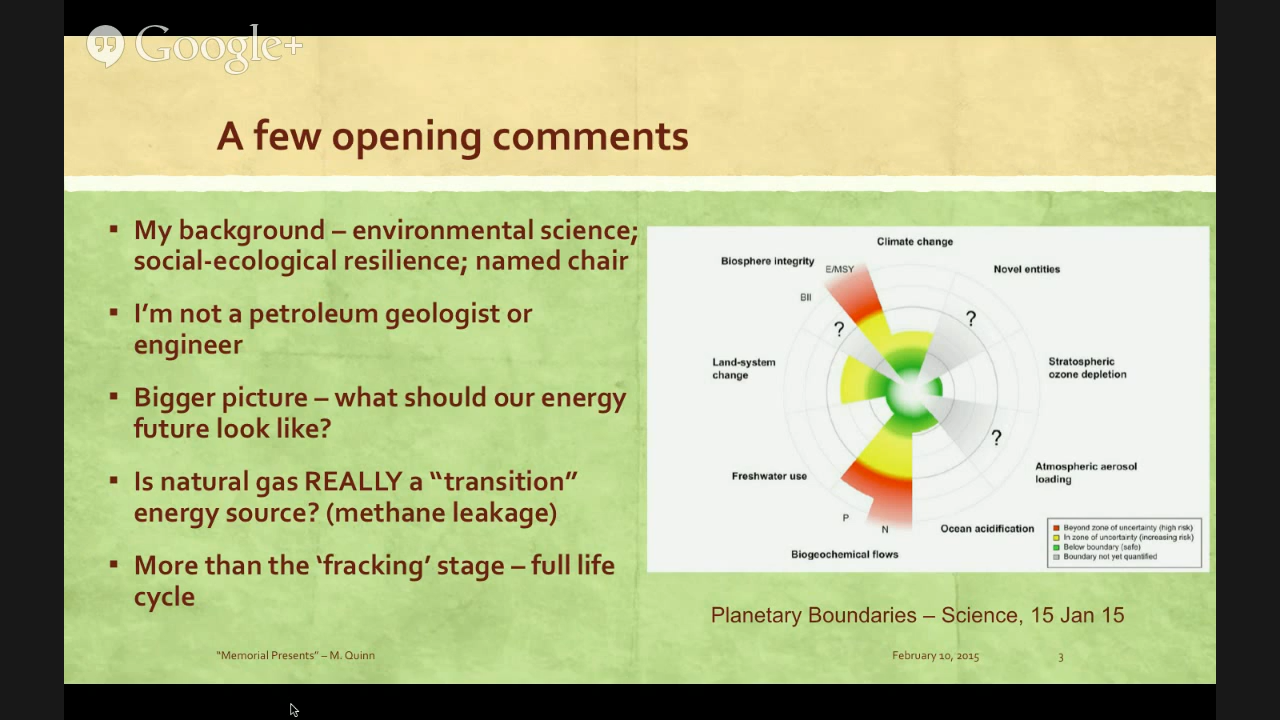 Google+
A few opening comments
▪ My background – environmental science;
social-ecological resilience; named chair
▪ I'm not a petroleum geologist or
engineer
▪ Bigger picture – what should our energy
future look like?
▪ Is natural gas REALLY a “transition”
energy source? (methane leakage)
▪ More than the ‘fracking’ stage – full life
cycle
Climate change
Biosphere integrity
E/MSY
Novel entities
BII
?
?
Land-system
change
Stratospheric
ozone depletion
?
Freshwater use
Atmospheric aerosol
loading
P
N
Ocean acidification
Biogeochemical flows
Beyond zone of uncertainty (high risk)
In zone of uncertainty (increasing risk)
Below boundary (safe)
Boundary not yet quantified
Planetary Boundaries – Science, 15 Jan 15
“Memorial Presents” – M. Quinn
February 10, 2015
3